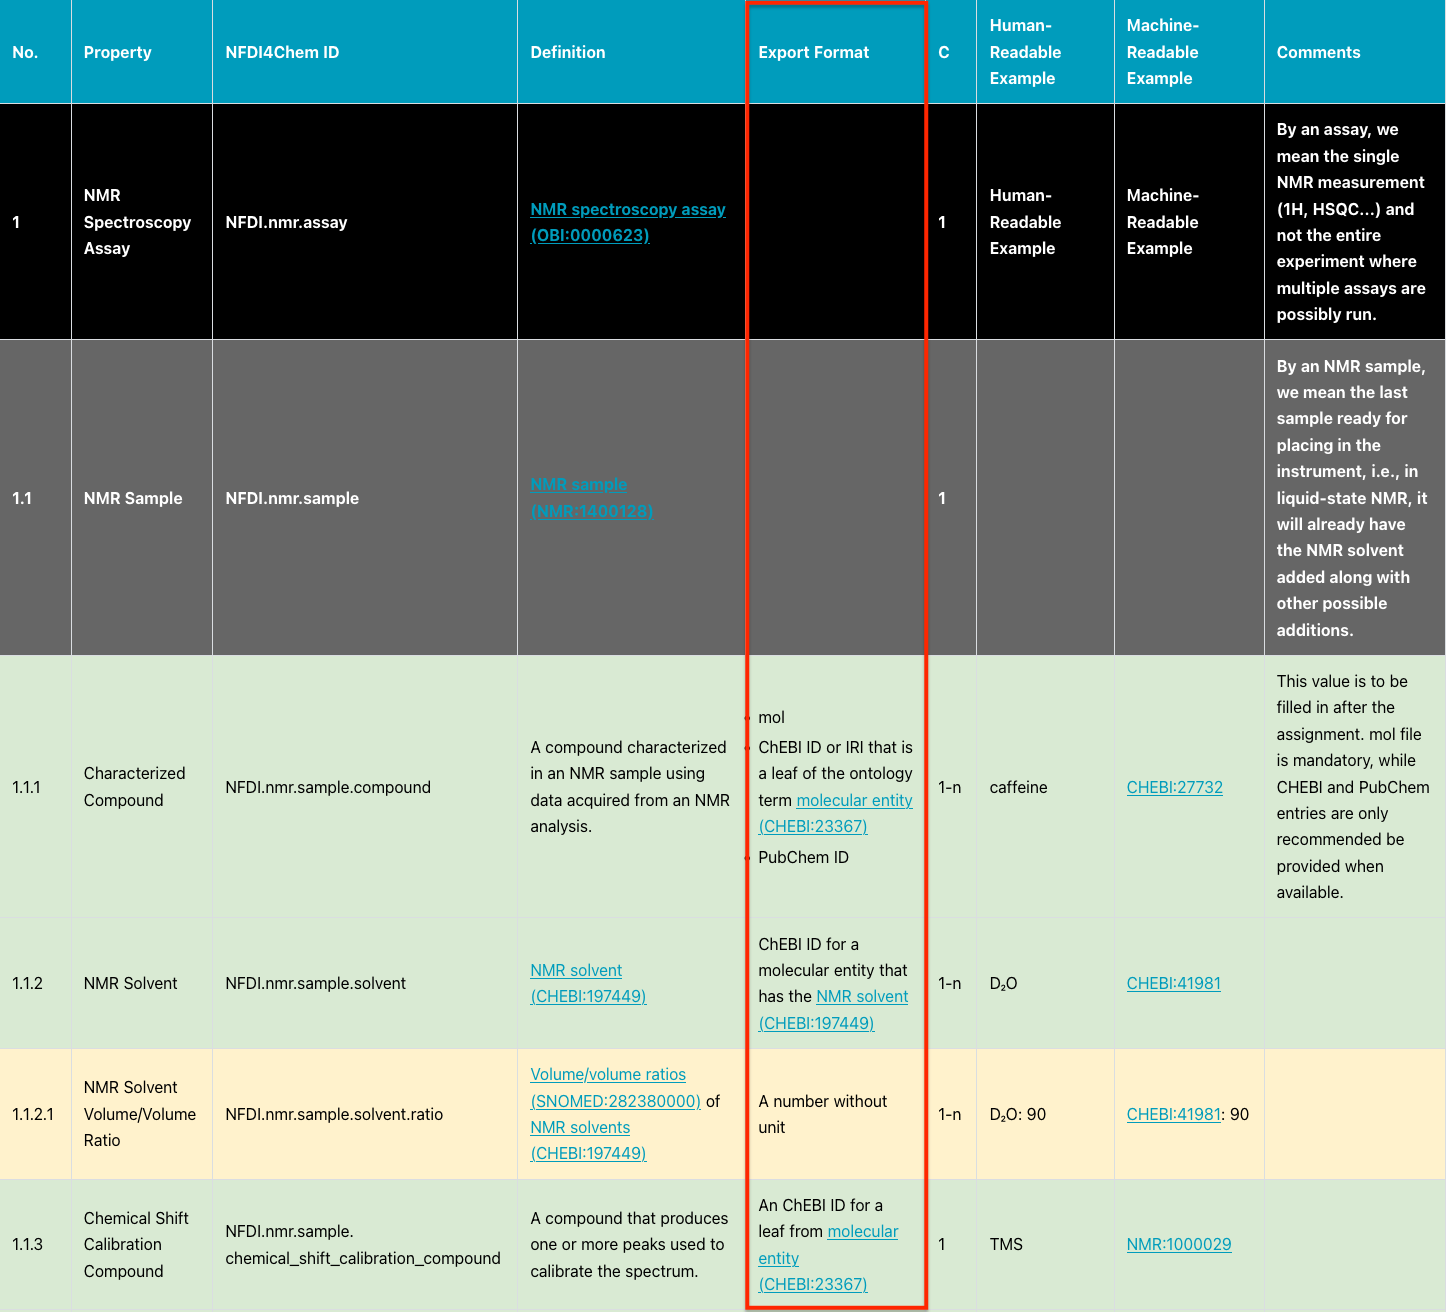 No.
Property
NFDI4Chem ID
Definition
Export Format
C
Human-
Readable
Example
Machine-
Readable
Example
Comments
1
NMR
Spectroscopy
Assay
NFDI.nmr.assay
NMR spectroscopy assay
(OBI:0000623)
1
Human-
Readable
Example
Machine-
Readable
Example
By an assay, we
mean the single
NMR measurement
(1H, HSQC...) and
not the entire
experiment where
multiple assays are
possibly run.
1.1
NMR Sample
NFDI.nmr.sample
NMR sample
(NMR:1400128)
1
By an NMR sample,
we mean the last
sample ready for
placing in the
instrument, i.e., in
liquid-state NMR, it
will already have
the NMR solvent
added along with
other possible
additions.
1.1.1
Characterized
Compound
NFDI.nmr.sample.compound
A compound characterized
in an NMR sample using
data acquired from an NMR
analysis.
• mol
• ChEBI ID or IRI that is
a leaf of the ontology
term molecular entity
(CHEBI:23367)
• PubChem ID
1-n
caffeine
CHEBI:27732
This value is to be
filled in after the
assignment. mol file
is mandatory, while
CHEBI and PubChem
entries are only
recommended be
provided when
available.
1.1.2
NMR Solvent
NFDI.nmr.sample.solvent
NMR solvent
(CHEBI:197449)
ChEBI ID for a
molecular entity that
has the NMR solvent
(CHEBI:197449)
1-n
D₂O
CHEBI:41981
1.1.2.1
NMR Solvent
Volume/Volume
Ratio
NFDI.nmr.sample.solvent.ratio
Volume/volume ratios
(SNOMED:282380000) of
NMR solvents
(CHEBI:197449)
A number without
unit
1-n
D₂O: 90
CHEBI:41981: 90
1.1.3
Chemical Shift
Calibration
Compound
NFDI.nmr.sample.
chemical_shift_calibration_compound
A compound that produces
one or more peaks used to
calibrate the spectrum.
An ChEBI ID for a
leaf from molecular
entity
(CHEBI:23367)
1
TMS
NMR:1000029